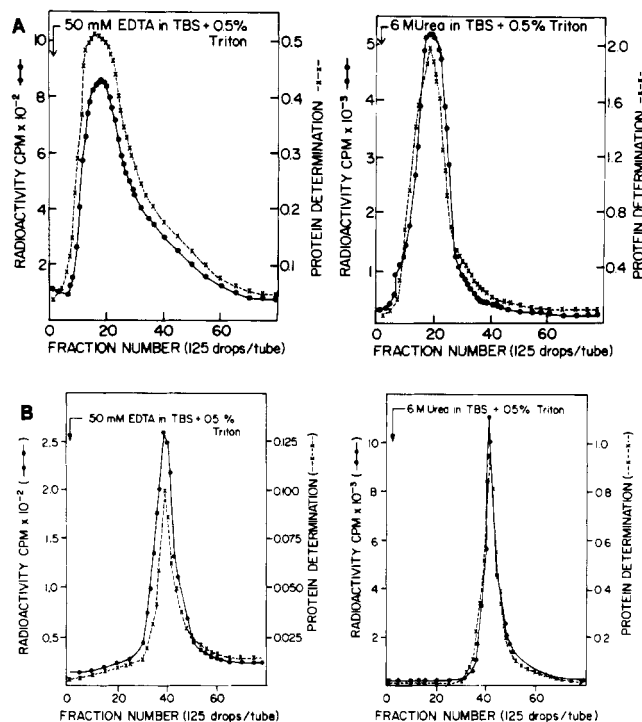 A
50 mM EDTA in TBS + 0.5%
Triton
RADIOACTIVITY CPM x 10⁻²
10
8
6
4
2
PROTEIN DETERMINATION --x--x--
0.5
0.4
0.3
0.2
0.1
0
20
40
60
FRACTION NUMBER (125 drops/tube)
6 M Urea in TBS + 0.5% Triton
RADIOACTIVITY CPM x 10⁻³
5
4
3
2
1
PROTEIN DETERMINATION --x--x--
2.0
1.6
1.2
0.8
0.4
0
20
40
60
FRACTION NUMBER (125 drops/tube)
B
50 mM EDTA in TBS + 05 %
Triton
RADIOACTIVITY CPM x 10⁻² (
2.5
2.0
1.5
1,0
0,5
PROTEIN DETERMINATION (--x--x--)
0.125
0.100
0.075
0.050
0.025
0
20
40
60
FRACTION NUMBER (125 drops/tube)
6 M Urea in TBS + 05% Triton
RADIOACTIVITY CPM x 10⁻³ (
10
8
6
4
2
PROTEIN DETERMINATION (--x--x--)
1.0
0.8
0.6
0.4
0.2
0
20
40
60
FRACTION NUMBER (125 drops/tube)